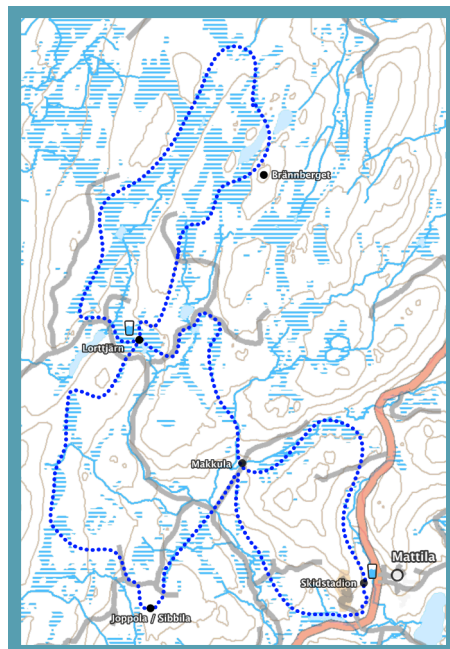 Brännberget
Lorttjärn
Makkula
Mattila
Skidstadion
Joppola / Sibbila